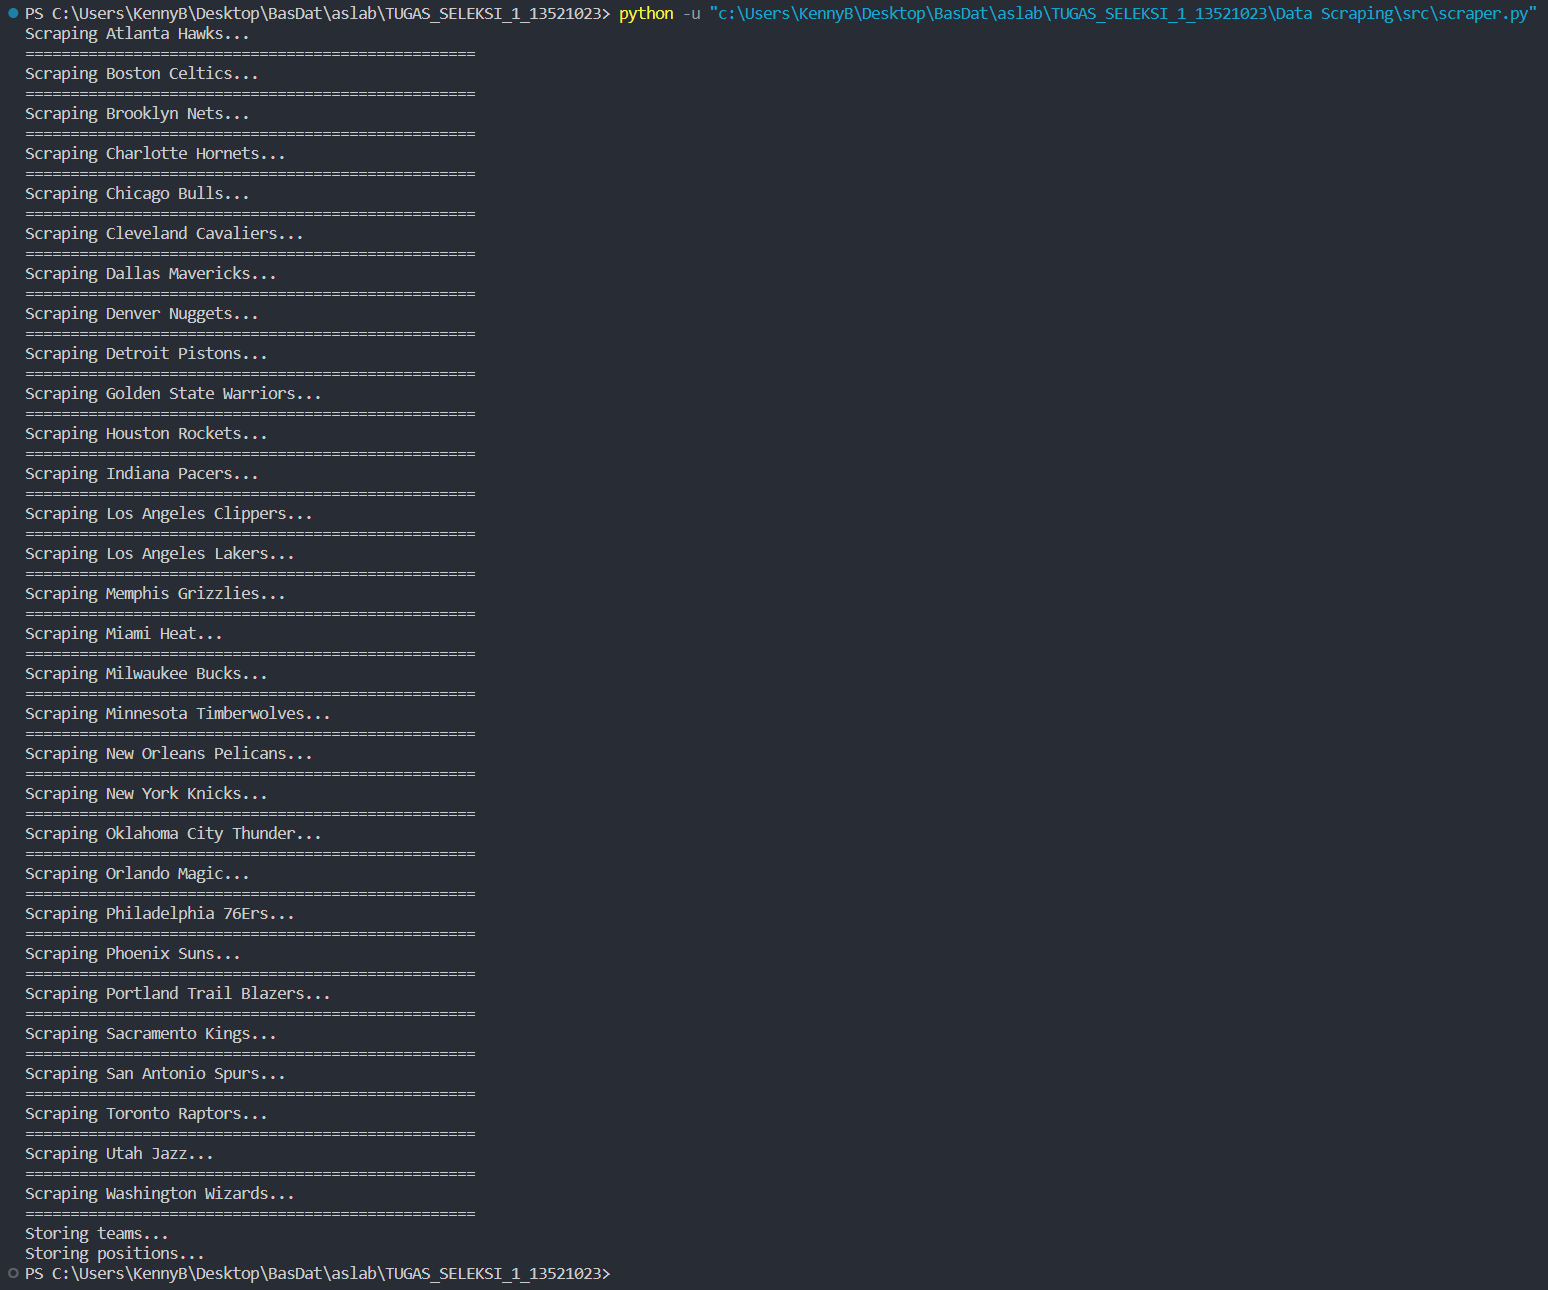 PS C:\Users\KennyB\Desktop\BasDat\aslab\TUGAS_SELEKSI_1_13521023> python -u "c:\Users\KennyB\Desktop\BasDat\aslab\TUGAS_SELEKSI_1_13521023\Data Scraping\src\scraper.py"
Scraping Atlanta Hawks...
==================================================
Scraping Boston Celtics...
==================================================
Scraping Brooklyn Nets...
==================================================
Scraping Charlotte Hornets...
==================================================
Scraping Chicago Bulls...
==================================================
Scraping Cleveland Cavaliers...
==================================================
Scraping Dallas Mavericks...
==================================================
Scraping Denver Nuggets...
==================================================
Scraping Detroit Pistons...
==================================================
Scraping Golden State Warriors...
==================================================
Scraping Houston Rockets...
==================================================
Scraping Indiana Pacers...
==================================================
Scraping Los Angeles Clippers...
==================================================
Scraping Los Angeles Lakers...
==================================================
Scraping Memphis Grizzlies...
==================================================
Scraping Miami Heat...
==================================================
Scraping Milwaukee Bucks...
==================================================
Scraping Minnesota Timberwolves...
==================================================
Scraping New Orleans Pelicans...
==================================================
Scraping New York Knicks...
==================================================
Scraping Oklahoma City Thunder...
==================================================
Scraping Orlando Magic...
==================================================
Scraping Philadelphia 76Ers...
==================================================
Scraping Phoenix Suns...
==================================================
Scraping Portland Trail Blazers...
==================================================
Scraping Sacramento Kings...
==================================================
Scraping San Antonio Spurs...
==================================================
Scraping Toronto Raptors...
==================================================
Scraping Utah Jazz...
==================================================
Scraping Washington Wizards...
==================================================
Storing teams...
Storing positions...
PS C:\Users\KennyB\Desktop\BasDat\aslab\TUGAS_SELEKSI_1_13521023>